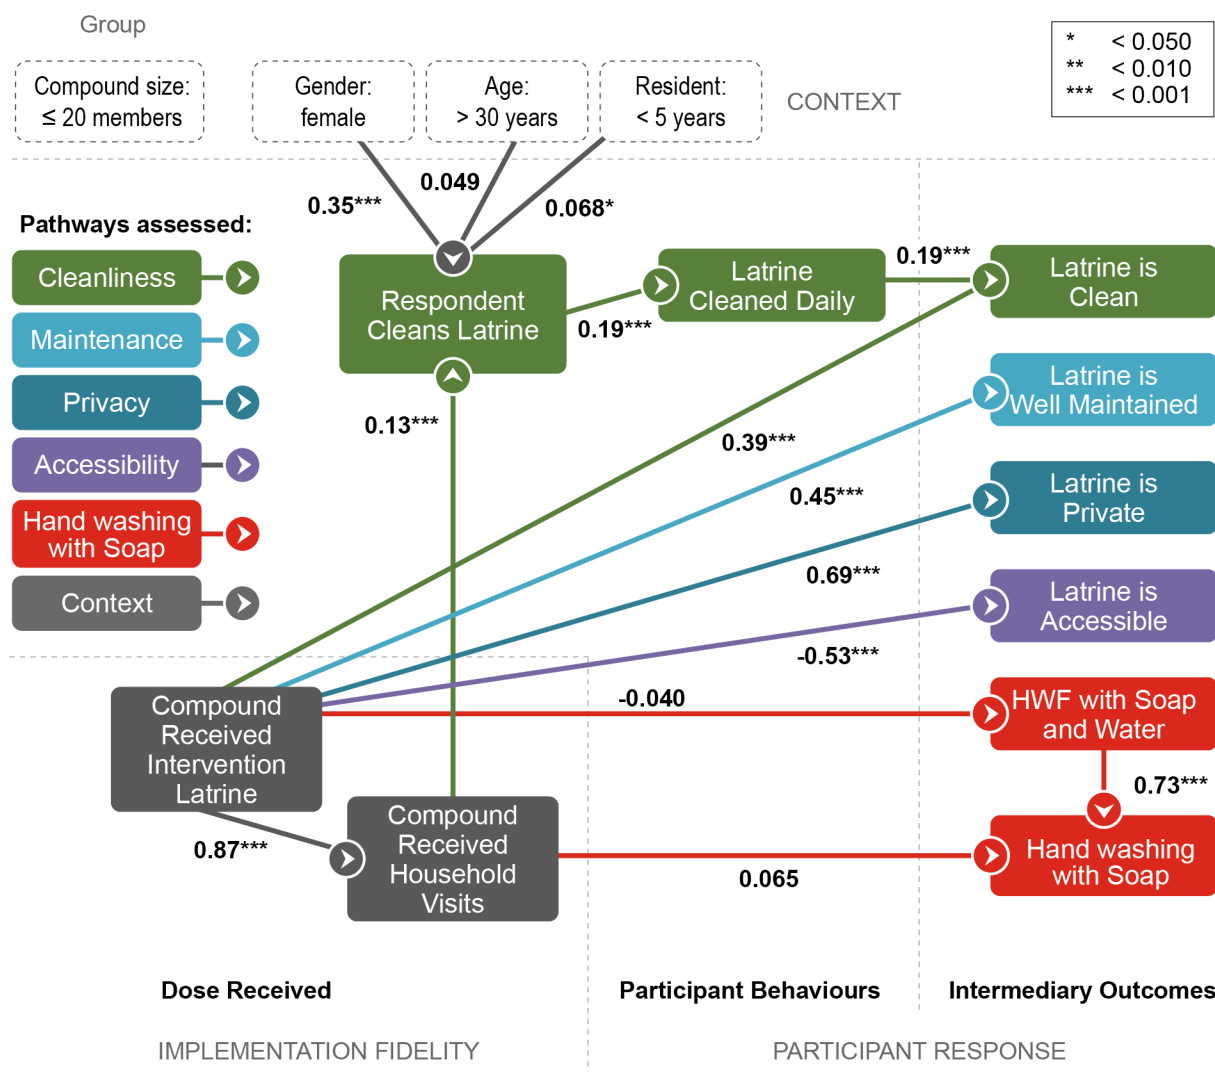 Group
* < 0.050
** < 0.010
*** < 0.001
Compound size:
≤ 20 members
Gender:
female
Age:
> 30 years
Resident:
< 5 years
CONTEXT
0.35***
0.049
0.068*
Pathways assessed:
Cleanliness
Maintenance
Privacy
Accessibility
Hand washing
with Soap
Context
Respondent
Cleans Latrine
0.19***
Latrine
Cleaned Daily
0.19***
Latrine is
Clean
0.13***
0.39***
Latrine is
Well Maintained
0.45***
Latrine is
Private
0.69***
Latrine is
Accessible
-0.53***
Compound
Received
Intervention
Latrine
-0.040
HWF with Soap
and Water
0.73***
0.87***
Compound
Received
Household
Visits
0.065
Hand washing
with Soap
Dose Received
Participant Behaviours
Intermediary Outcomes
IMPLEMENTATION FIDELITY
PARTICIPANT RESPONSE